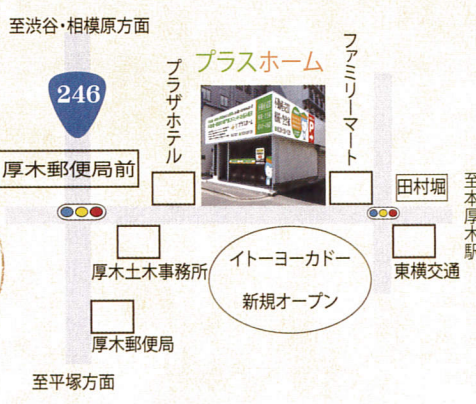 至渋谷・相模原方面
246
プラザホテル
プラスホーム
ファミリーマート
厚木郵便局前
田村堀
至本厚木駅
厚木土木事務所
イトーヨーカドー
新規オープン
東横交通
厚木郵便局
至平塚方面